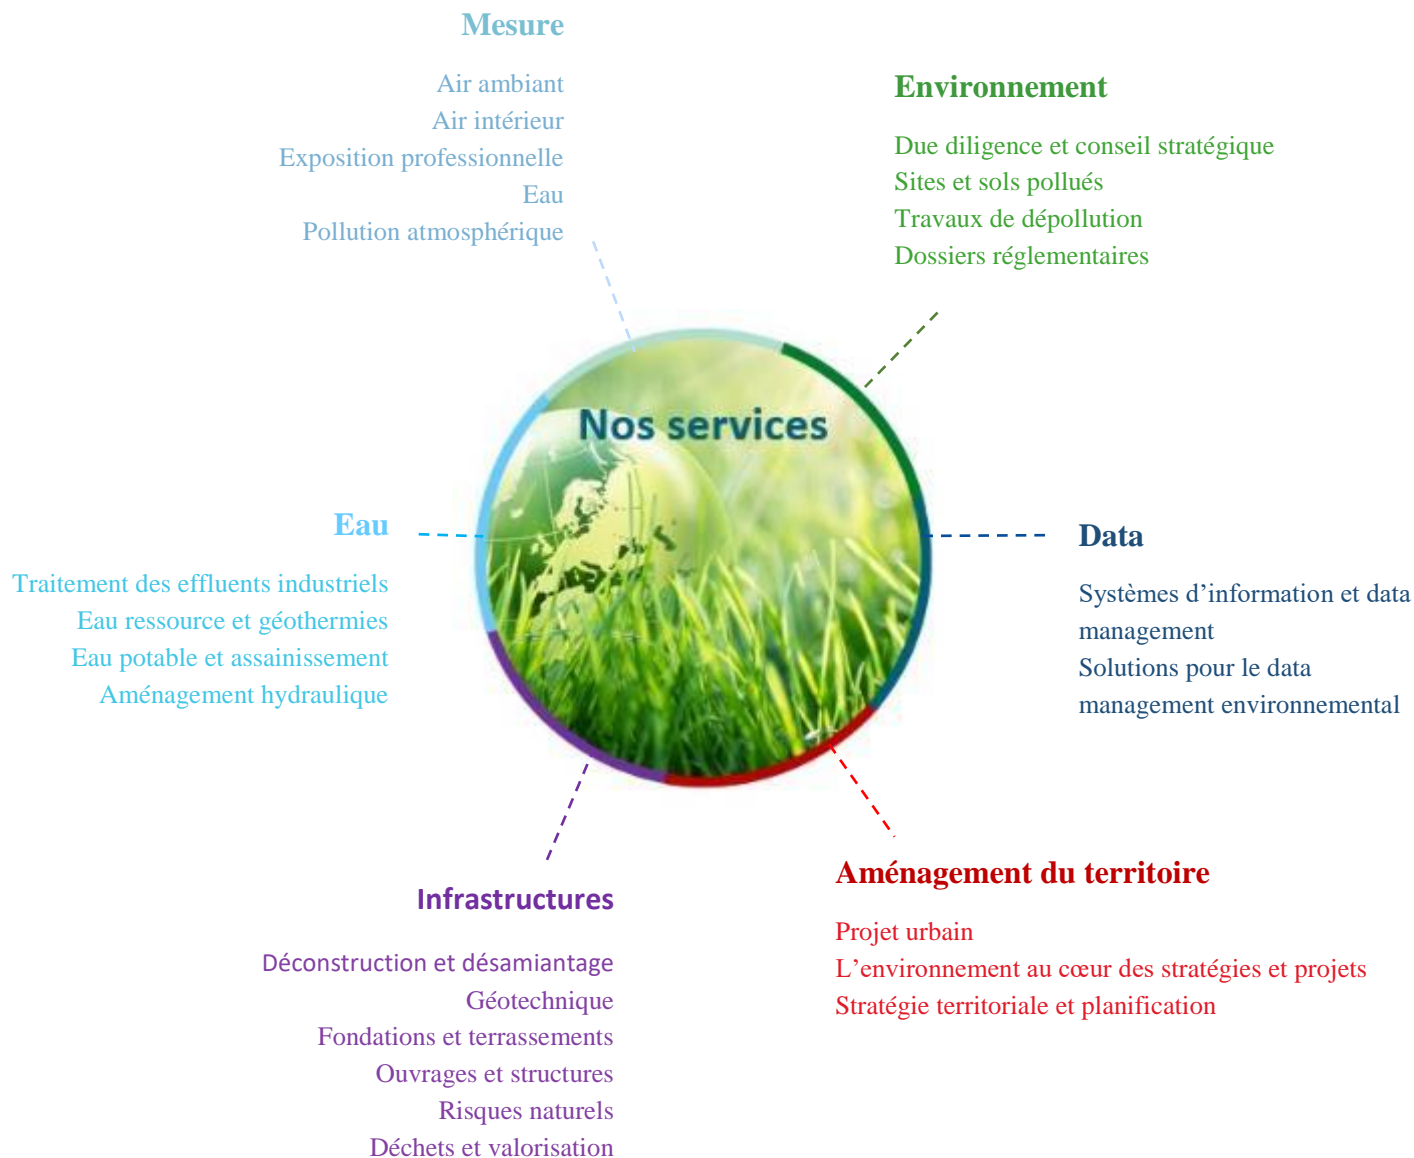 Mesure
Air ambiant
Air intérieur
Exposition professionnelle
Eau
Pollution atmosphérique
Environnement
Due diligence et conseil stratégique
Sites et sols pollués
Travaux de dépollution
Dossiers réglementaires
Nos services
Eau
Traitement des effluents industriels
Eau ressource et géothermies
Eau potable et assainissement
Aménagement hydraulique
Data
Systèmes d’information et data
management
Solutions pour le data
management environnemental
Infrastructures
Déconstruction et désamiantage
Géotechnique
Fondations et terrassements
Ouvrages et structures
Risques naturels
Déchets et valorisation
Aménagement du territoire
Projet urbain
L’environnement au cœur des stratégies et projets
Stratégie territoriale et planification